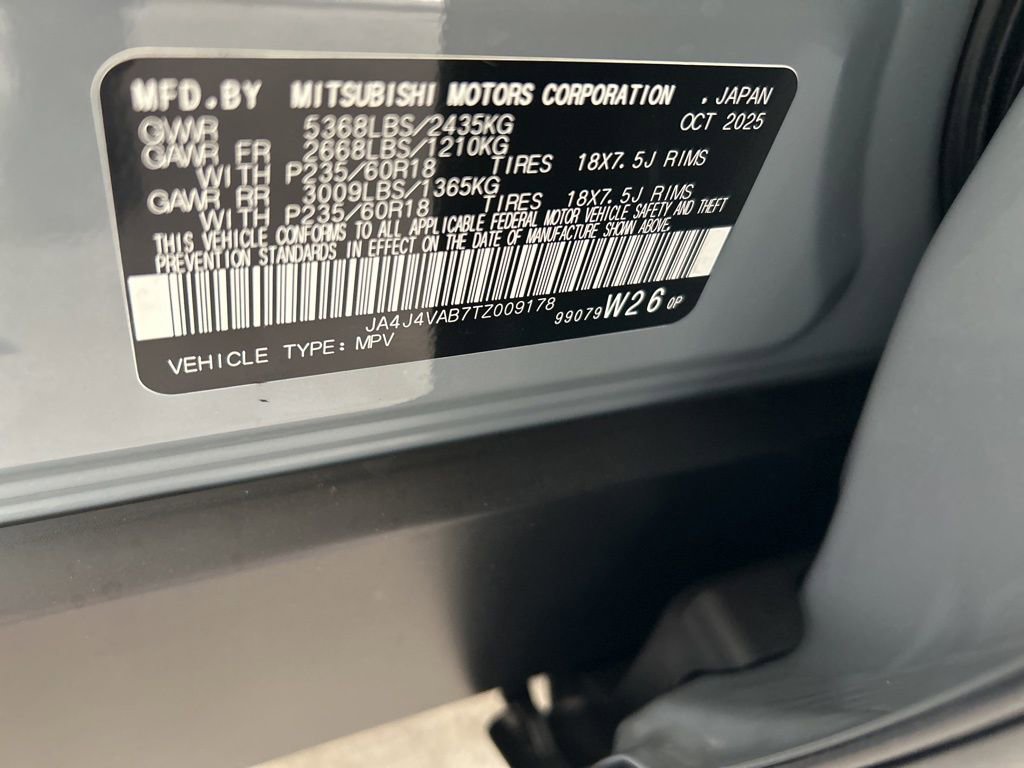 MFD.BY MITSUBISHI MOTORS CORPORATION , JAPAN
GVWR 5368LBS/2435KG OCT 2025
GAWR FR 2668LBS/1210KG
WITH P235/60R18 TIRES 18X7.5J RIMS
GAWR RR 3009LBS/1365KG
WITH P235/60R18 TIRES 18X7.5J RIMS
THIS VEHICLE CONFORMS TO ALL APPLICABLE FEDERAL MOTOR VEHICLE SAFETY AND THEFT
PREVENTION STANDARDS IN EFFECT ON THE DATE OF MANUFACTURE SHOWN ABOVE.
JA4J4VAB7TZ009178 99079W26 0P
VEHICLE TYPE: MPV